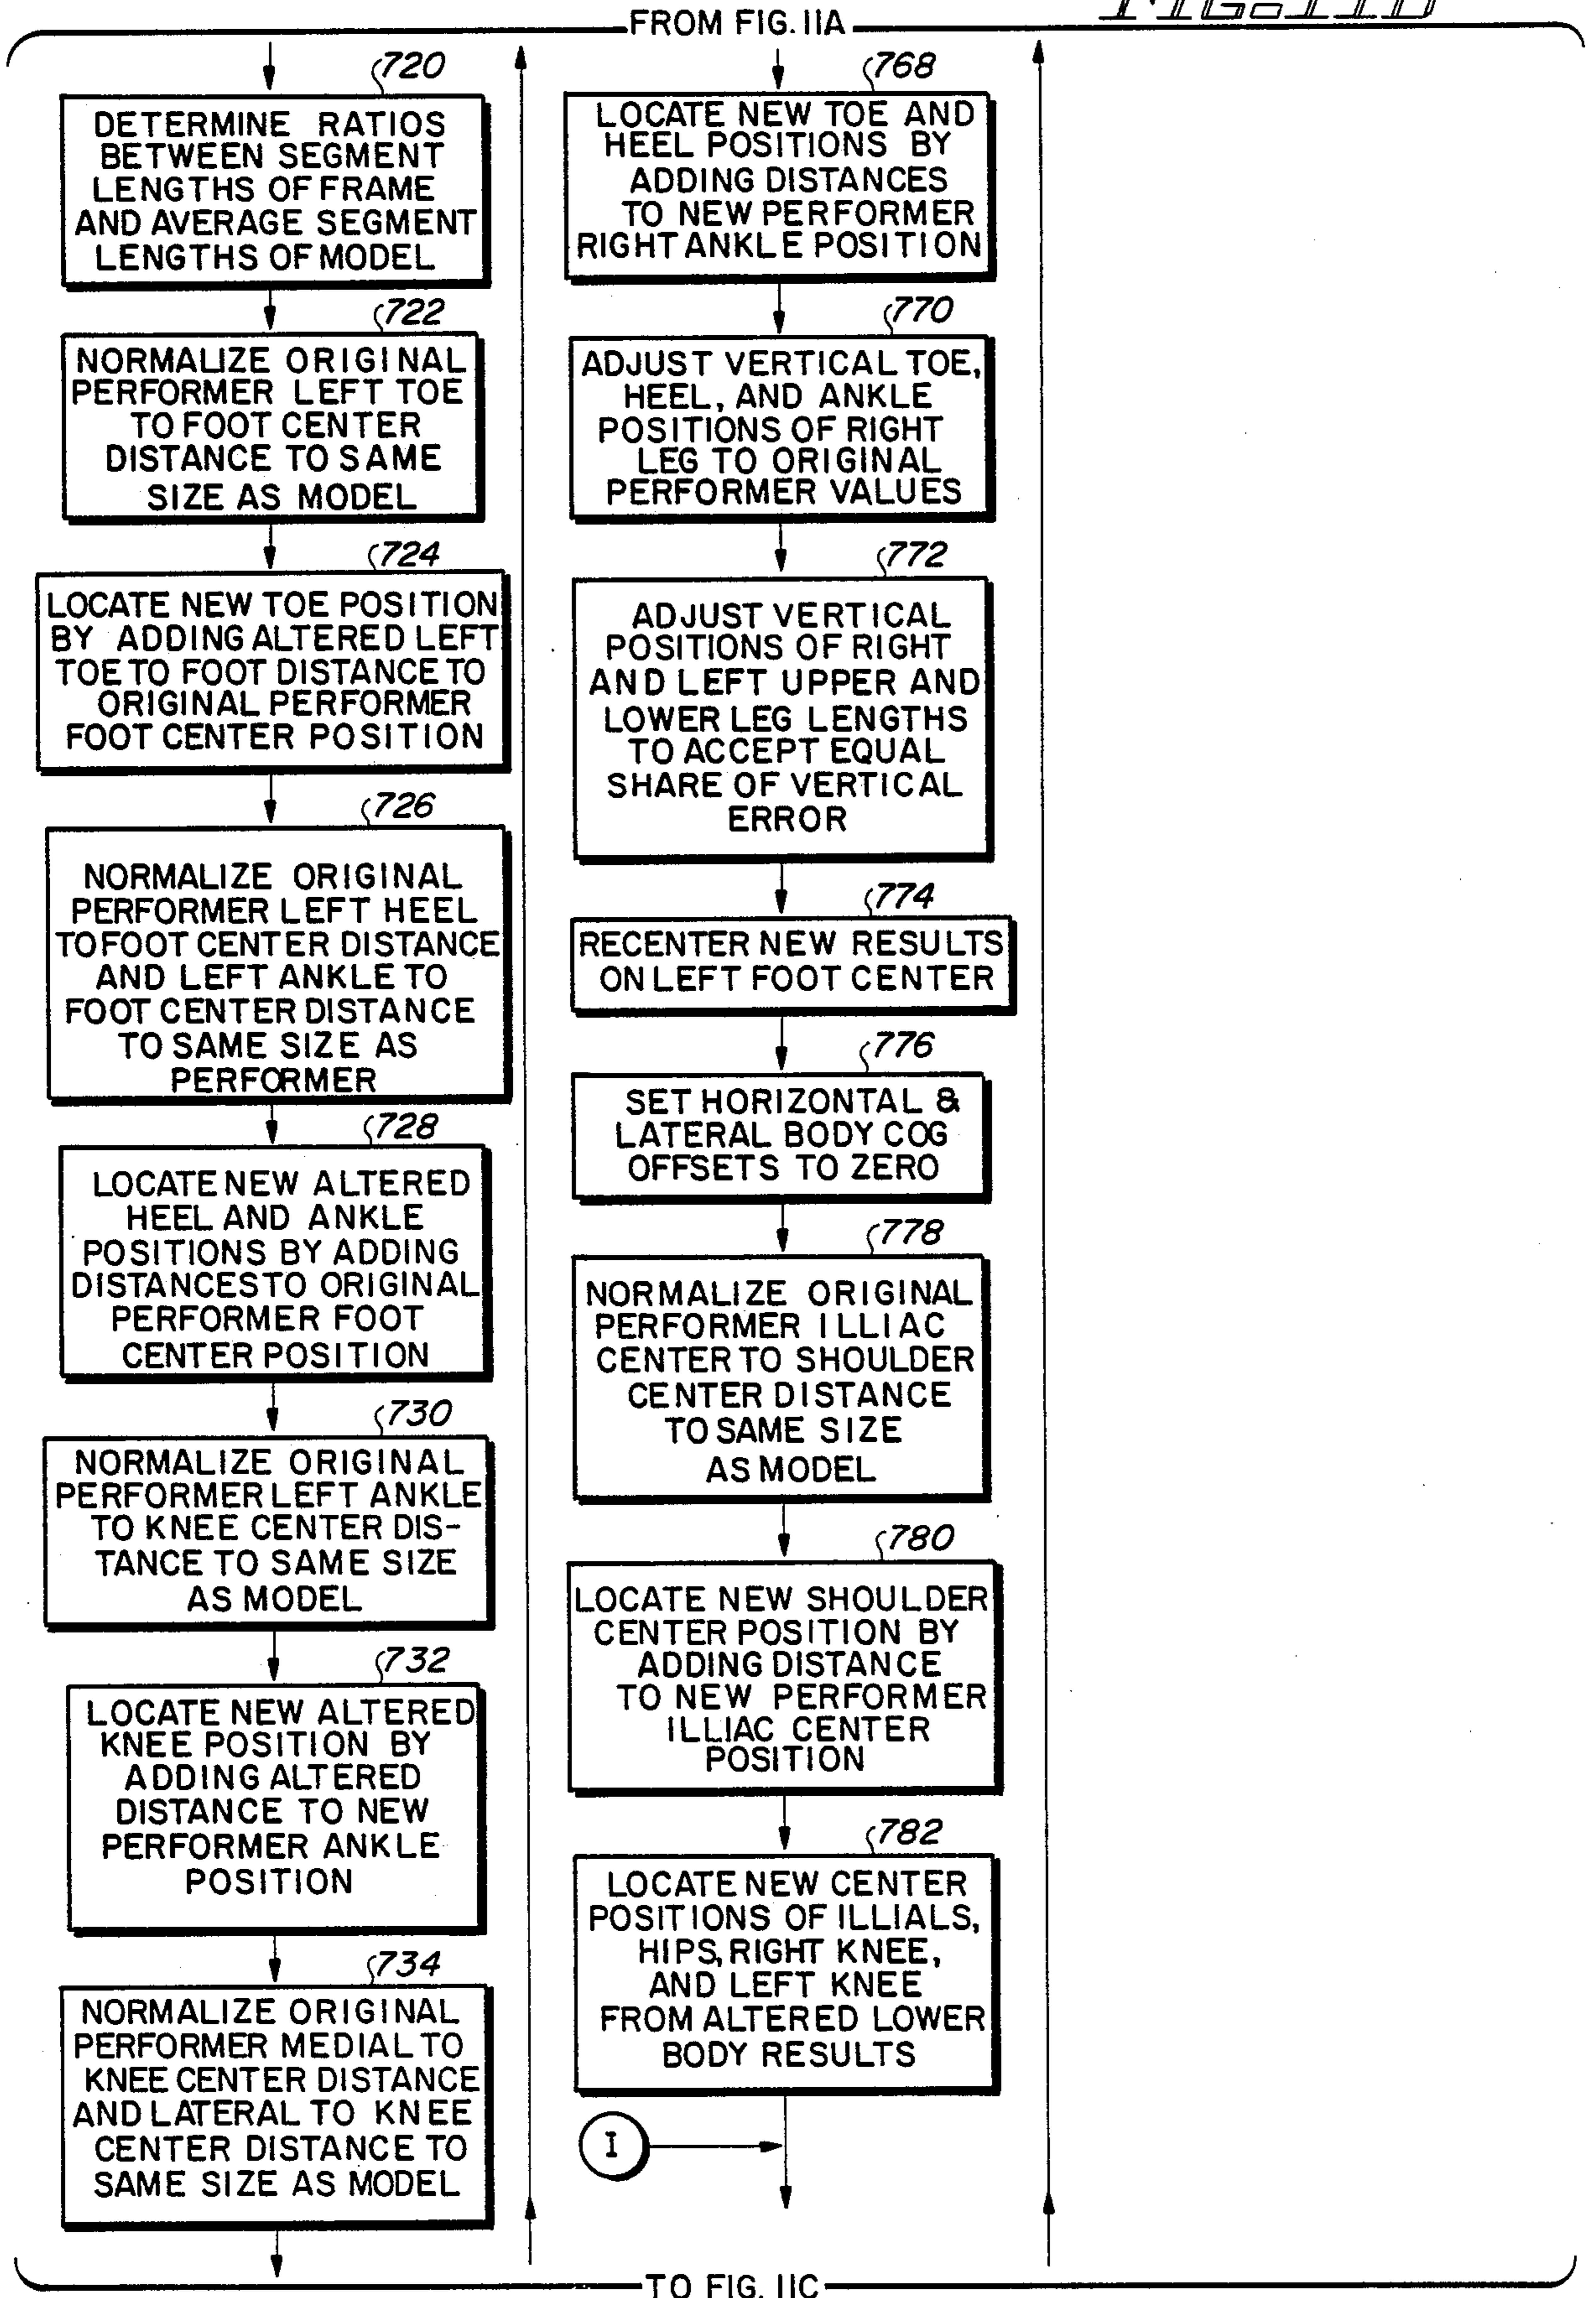 FROM FIG. 11A
720
DETERMINE RATIOS
BETWEEN SEGMENT
LENGTHS OF FRAME
AND AVERAGE SEGMENT
LENGTHS OF MODEL
722
NORMALIZE ORIGINAL
PERFORMER LEFT TOE
TO FOOT CENTER
DISTANCE TO SAME
SIZE AS MODEL
724
LOCATE NEW TOE POSITION
BY ADDING ALTERED LEFT
TOE TO FOOT DISTANCE TO
ORIGINAL PERFORMER
FOOT CENTER POSITION
726
NORMALIZE ORIGINAL
PERFORMER LEFT HEEL
TO FOOT CENTER DISTANCE
AND LEFT ANKLE TO
FOOT CENTER DISTANCE
TO SAME SIZE AS
PERFORMER
728
LOCATE NEW ALTERED
HEEL AND ANKLE
POSITIONS BY ADDING
DISTANCES TO ORIGINAL
PERFORMER FOOT
CENTER POSITION
730
NORMALIZE ORIGINAL
PERFORMER LEFT ANKLE
TO KNEE CENTER DIS-
TANCE TO SAME SIZE
AS MODEL
732
LOCATE NEW ALTERED
KNEE POSITION BY
ADDING ALTERED
DISTANCE TO NEW
PERFORMER ANKLE
POSITION
734
NORMALIZE ORIGINAL
PERFORMER MEDIAL TO
KNEE CENTER DISTANCE
AND LATERAL TO KNEE
CENTER DISTANCE TO
SAME SIZE AS MODEL
768
LOCATE NEW TOE AND
HEEL POSITIONS BY
ADDING DISTANCES
TO NEW PERFORMER
RIGHT ANKLE POSITION
770
ADJUST VERTICAL TOE,
HEEL, AND ANKLE
POSITIONS OF RIGHT
LEG TO ORIGINAL
PERFORMER VALUES
772
ADJUST VERTICAL
POSITIONS OF RIGHT
AND LEFT UPPER AND
LOWER LEG LENGTHS
TO ACCEPT EQUAL
SHARE OF VERTICAL
ERROR
774
RECENTER NEW RESULTS
ON LEFT FOOT CENTER
776
SET HORIZONTAL &
LATERAL BODY COG
OFFSETS TO ZERO
778
NORMALIZE ORIGINAL
PERFORMER ILLIAC
CENTER TO SHOULDER
CENTER DISTANCE
TO SAME SIZE
AS MODEL
780
LOCATE NEW SHOULDER
CENTER POSITION BY
ADDING DISTANCE
TO NEW PERFORMER
ILLIAC CENTER
POSITION
782
LOCATE NEW CENTER
POSITIONS OF ILLIALS,
HIPS, RIGHT KNEE,
AND LEFT KNEE
FROM ALTERED LOWER
BODY RESULTS
I
TO FIG. 11C